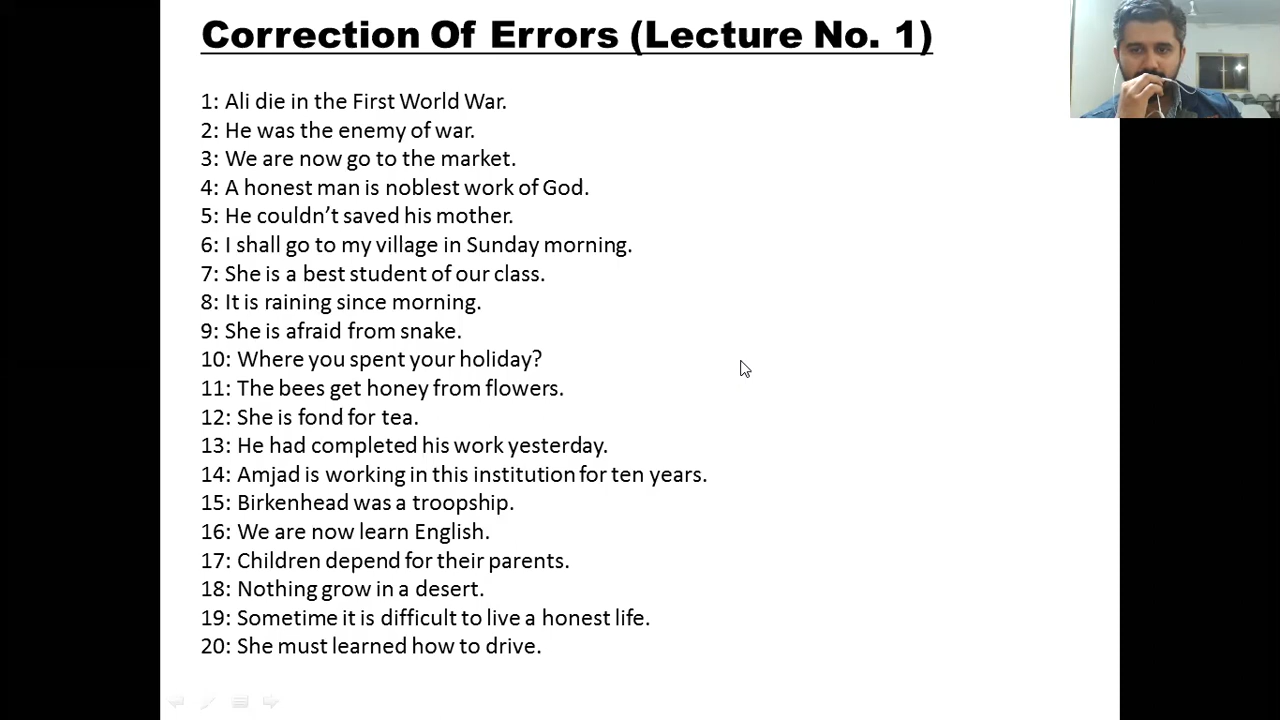 Correction Of Errors (Lecture No. 1)
1: Ali die in the First World War.
2: He was the enemy of war.
3: We are now go to the market.
4: A honest man is noblest work of God.
5: He couldn’t saved his mother.
6: I shall go to my village in Sunday morning.
7: She is a best student of our class.
8: It is raining since morning.
9: She is afraid from snake.
10: Where you spent your holiday?
11: The bees get honey from flowers.
12: She is fond for tea.
13: He had completed his work yesterday.
14: Amjad is working in this institution for ten years.
15: Birkenhead was a troopship.
16: We are now learn English.
17: Children depend for their parents.
18: Nothing grow in a desert.
19: Sometime it is difficult to live a honest life.
20: She must learned how to drive.